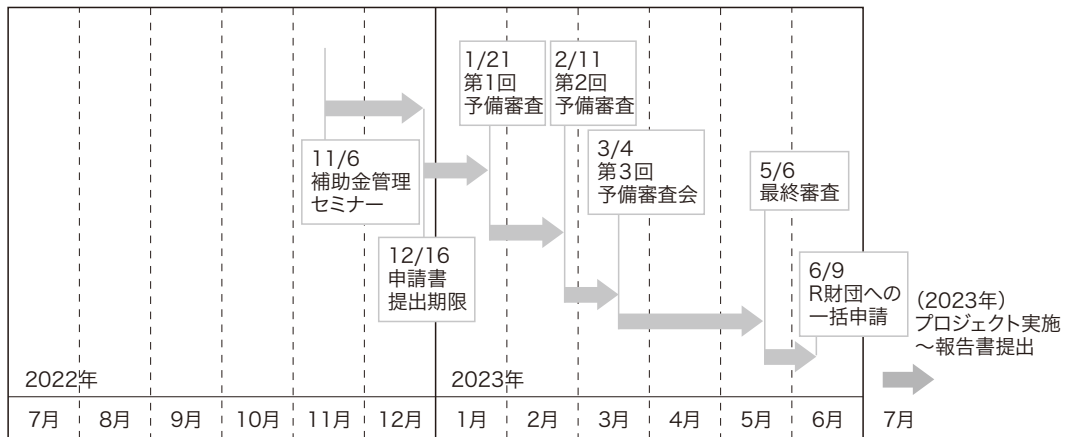 1/21
第1回
予備審査
2/11
第2回
予備審査
11/6
補助金管理
セミナー
3/4
第3回
予備審査会
5/6
最終審査
12/16
申請書
提出期限
6/9
R財団への
一括申請
（2023年）
プロジェクト実施
～報告書提出
2022年
2023年
7月
8月
9月
10月
11月
12月
1月
2月
3月
4月
5月
6月
7月